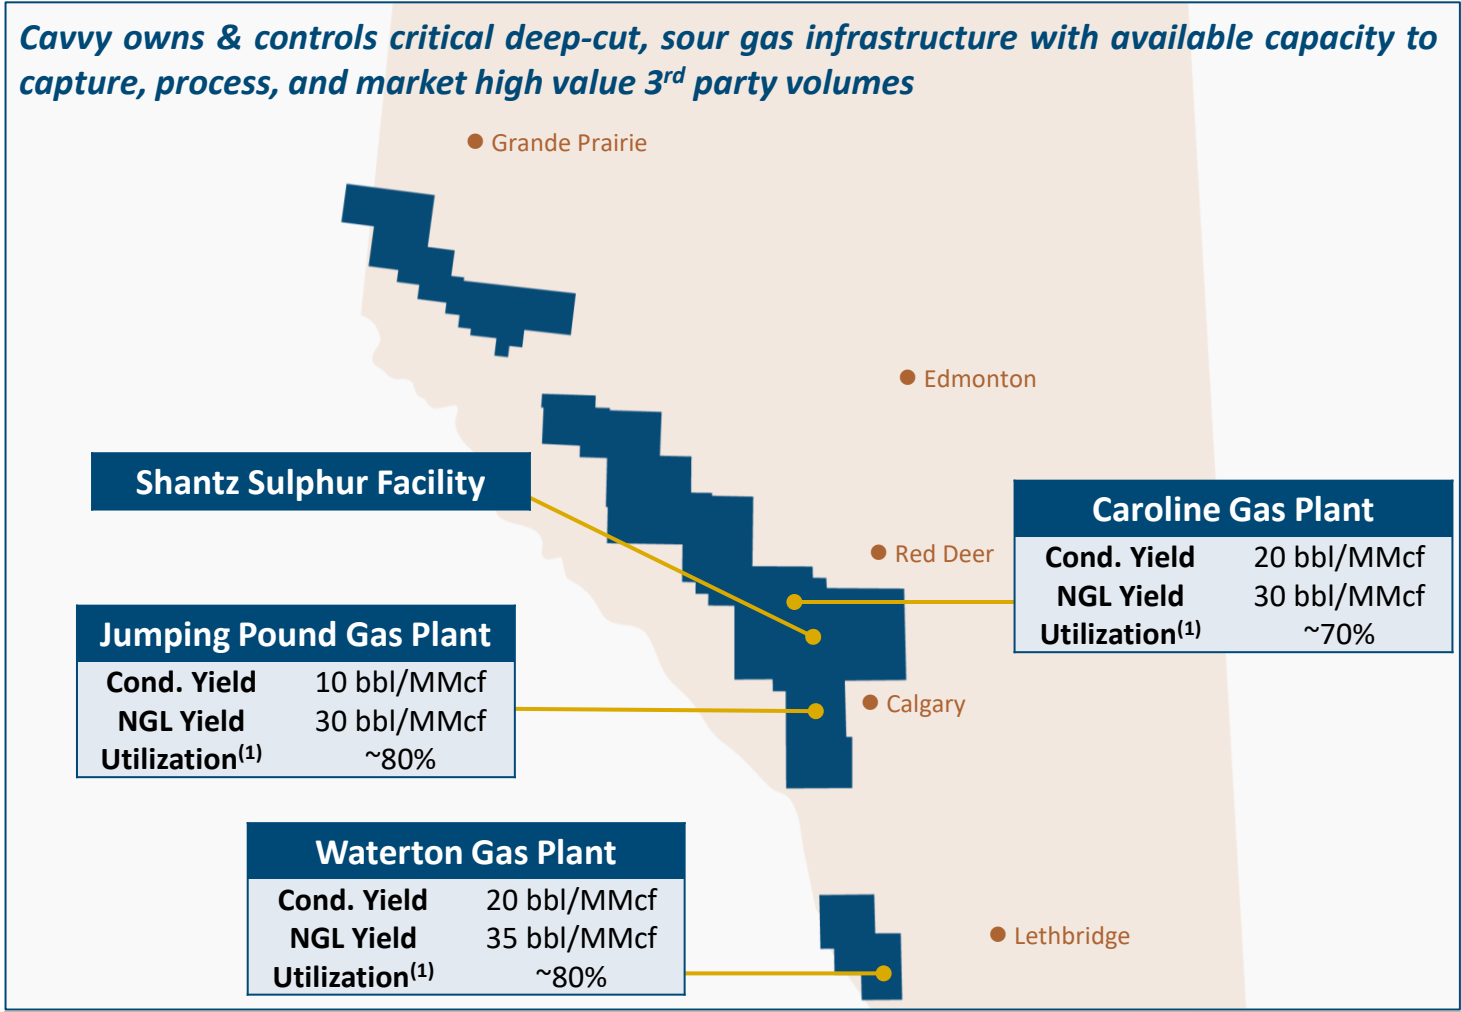 Cavvy owns & controls critical deep-cut, sour gas infrastructure with available capacity to
capture, process, and market high value 3rd party volumes
Grande Prairie
Edmonton
Shantz Sulphur Facility
Caroline Gas Plant
Cond. Yield 20 bbl/MMcf
NGL Yield 30 bbl/MMcf
Utilization(1) ~70%
Red Deer
Jumping Pound Gas Plant
Cond. Yield 10 bbl/MMcf
NGL Yield 30 bbl/MMcf
Utilization(1) ~80%
Calgary
Waterton Gas Plant
Cond. Yield 20 bbl/MMcf
NGL Yield 35 bbl/MMcf
Utilization(1) ~80%
Lethbridge